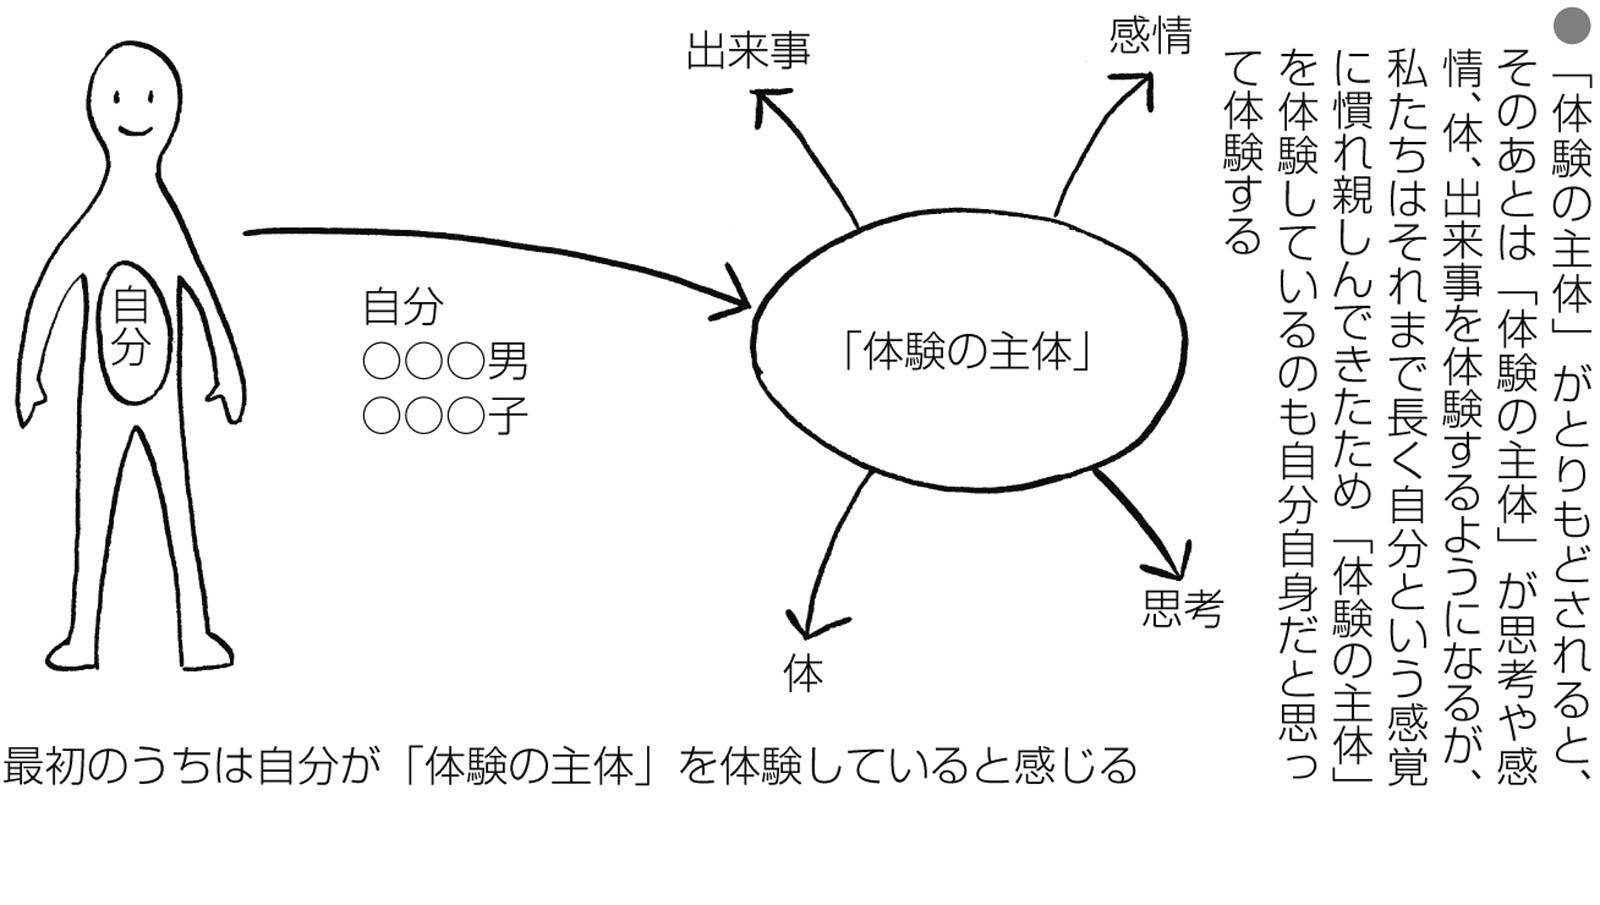 ●
「体験の主体」がとりもどされると、
そのあとは「体験の主体」が思考や感
情、体、出来事を体験するようになるが、
私たちはそれまで長く自分という感覚
に慣れ親しんできたため「体験の主体」
を体験しているのも自分自身だと思っ
て体験する
感情
出来事
自分
自分
○○○男
○○○子
「体験の主体」
思考
体
最初のうちは自分が「体験の主体」を体験していると感じる